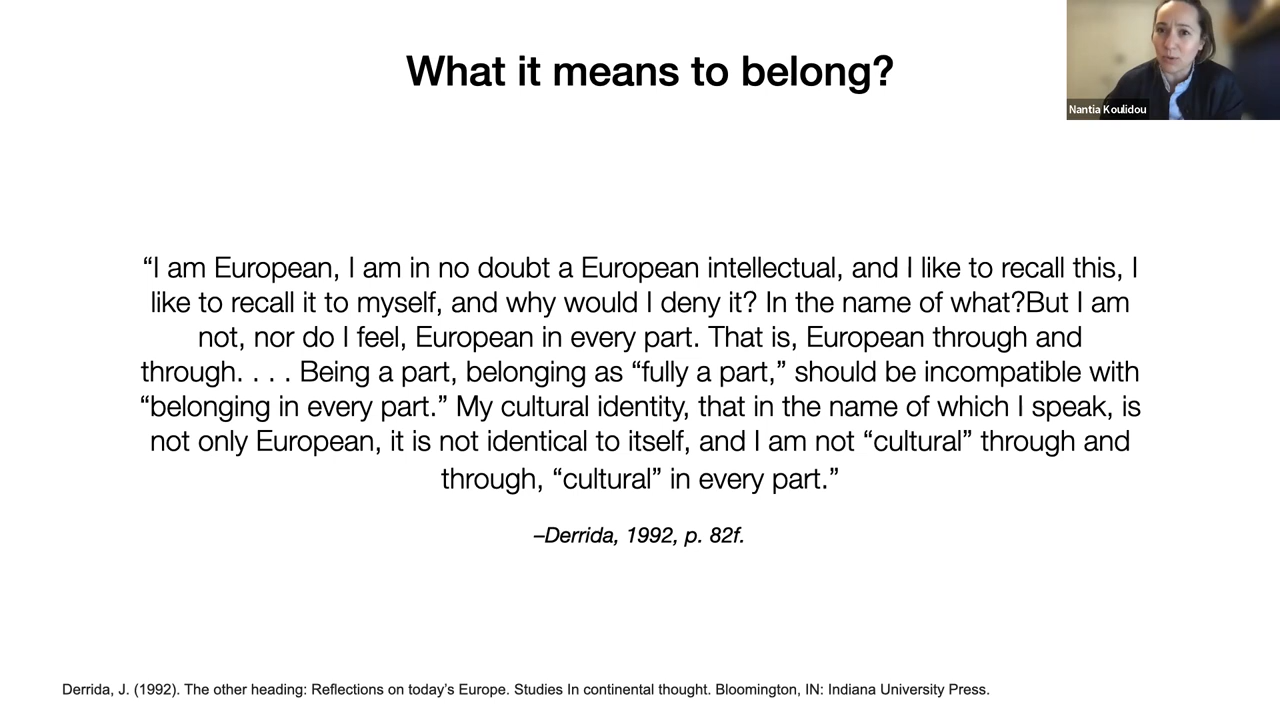 What it means to belong?
Nantia Koulidou
“I am European, I am in no doubt a European intellectual, and I like to recall this, I
like to recall it to myself, and why would I deny it? In the name of what?But I am
not, nor do I feel, European in every part. That is, European through and
through. . . . Being a part, belonging as “fully a part,” should be incompatible with
“belonging in every part.” My cultural identity, that in the name of which I speak, is
not only European, it is not identical to itself, and I am not “cultural” through and
through, “cultural” in every part.”
–Derrida, 1992, p. 82f.
Derrida, J. (1992). The other heading: Reflections on today’s Europe. Studies In continental thought. Bloomington, IN: Indiana University Press.